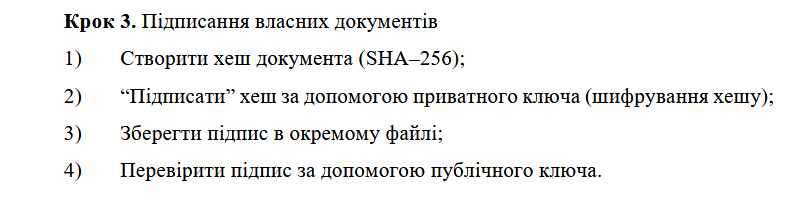 Крок 3. Підписання власних документів
1) Створити хеш документа (SHA–256);
2) “Підписати” хеш за допомогою приватного ключа (шифрування хешу);
3) Зберегти підпис в окремому файлі;
4) Перевірити підпис за допомогою публічного ключа.